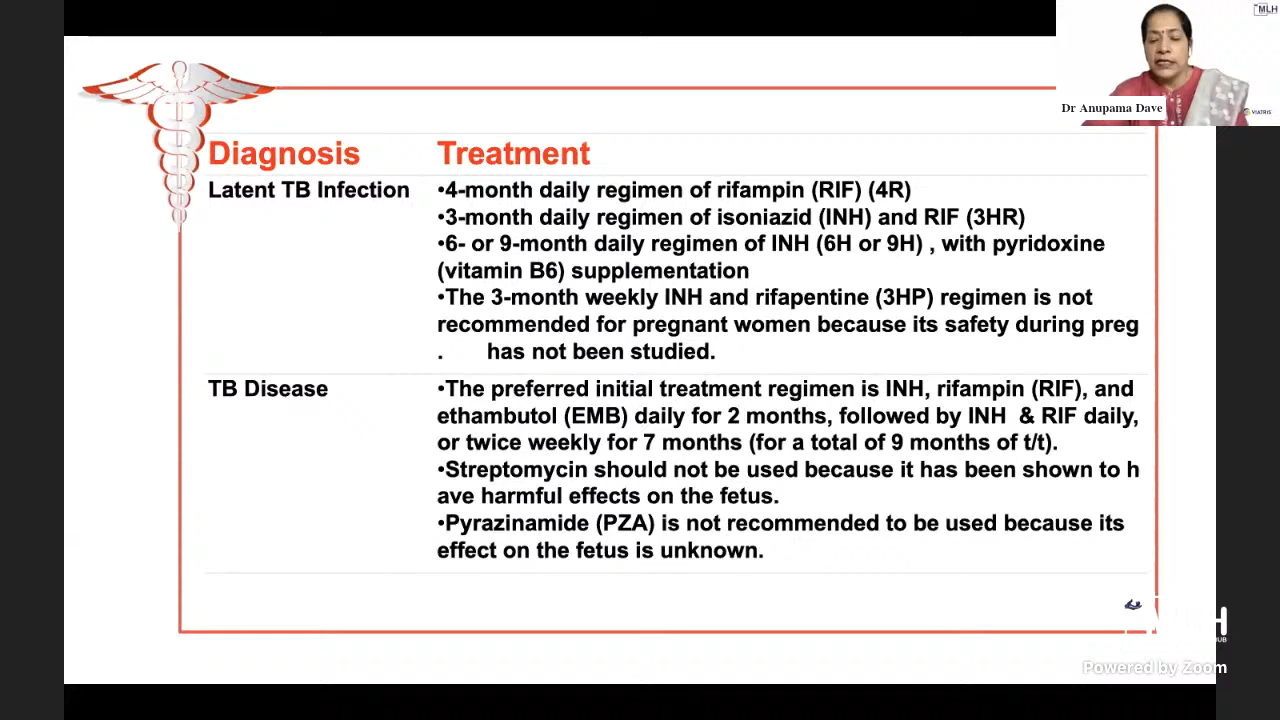 MLH
Dr Anupama Dave
VIATRIS
Diagnosis Treatment
Latent TB Infection
•4-month daily regimen of rifampin (RIF) (4R)
•3-month daily regimen of isoniazid (INH) and RIF (3HR)
•6- or 9-month daily regimen of INH (6H or 9H) , with pyridoxine
(vitamin B6) supplementation
•The 3-month weekly INH and rifapentine (3HP) regimen is not
recommended for pregnant women because its safety during preg
. has not been studied.
TB Disease
•The preferred initial treatment regimen is INH, rifampin (RIF), and
ethambutol (EMB) daily for 2 months, followed by INH & RIF daily,
or twice weekly for 7 months (for a total of 9 months of t/t).
•Streptomycin should not be used because it has been shown to h
ave harmful effects on the fetus.
•Pyrazinamide (PZA) is not recommended to be used because its
effect on the fetus is unknown.
Powered by Zoom